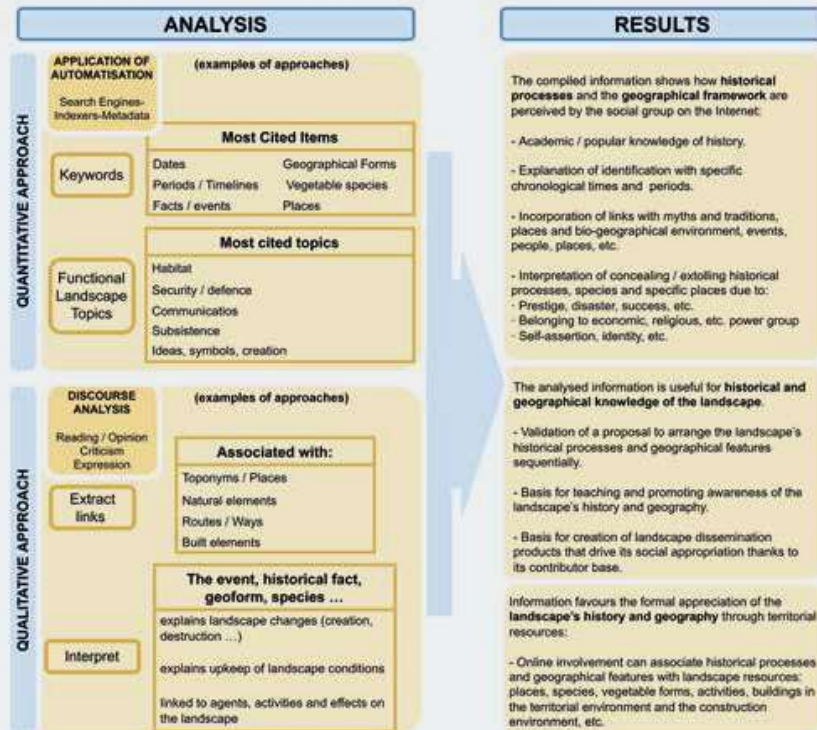 ANALYSIS
QUANTITATIVE APPROACH
APPLICATION OF
AUTOMATISATION
Search Engines-
Indexers-Metadata
(examples of approaches)
Keywords
Most Cited Items
Dates
Geographical Forms
Periods / Timelines
Vegetable species
Facts / events
Places
Functional
Landscape
Topics
Most cited topics
Habitat
Security / defence
Communicatios
Subsistence
Ideas, symbols, creation
QUALITATIVE APPROACH
DISCOURSE
ANALYSIS
Reading / Opinion
Criticism
Expression
(examples of approaches)
Extract
links
Associated with:
Toponyms / Places
Natural elements
Routes / Ways
Built elements
Interpret
The event, historical fact,
geoform, species ...
explains landscape changes (creation,
destruction ...)
explains upkeep of landscape conditions
linked to agents, activities and effects on
the landscape
RESULTS
The compiled information shows how historical
processes and the geographical framework are
perceived by the social group on the Internet:
- Academic / popular knowledge of history.
- Explanation of identification with specific
chronological times and periods.
- Incorporation of links with myths and traditions,
places and bio-geographical environment, events,
people, places, etc.
- Interpretation of concealing / extolling historical
processes, species and specific places due to:
- Prestige, disaster, success, etc.
- Belonging to economic, religious, etc. power group
- Self-assertion, identity, etc.
The analysed information is useful for historical and
geographical knowledge of the landscape.
- Validation of a proposal to arrange the landscape's
historical processes and geographical features
sequentially.
- Basis for teaching and promoting awareness of the
landscape's history and geography.
- Basis for creation of landscape dissemination
products that drive its social appropriation thanks to
its contributor base.
Information favours the formal appreciation of the
landscape's history and geography through territorial
resources:
- Online involvement can associate historical processes
and geographical features with landscape resources:
places, species, vegetable forms, activities, buildings in
the territorial environment and the construction
environment, etc.